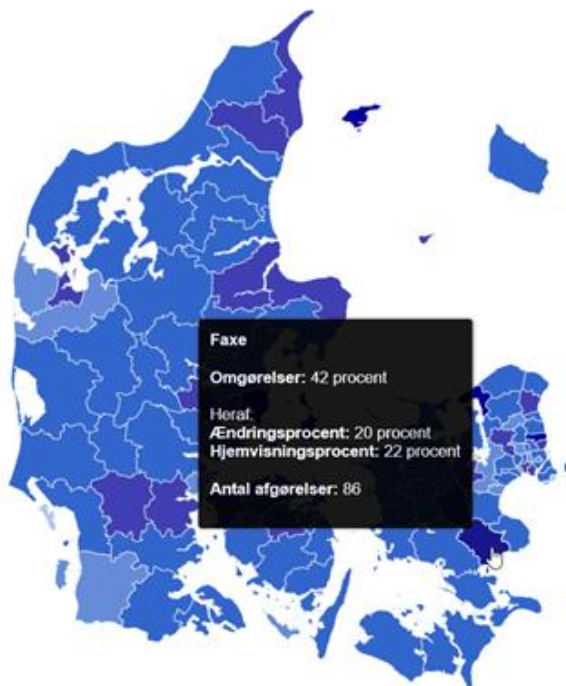 Faxe
Omgørelser: 42 procent
Heraf:
Ændringsprocent: 20 procent
Hjemvisningsprocent: 22 procent
Antal afgørelser: 86